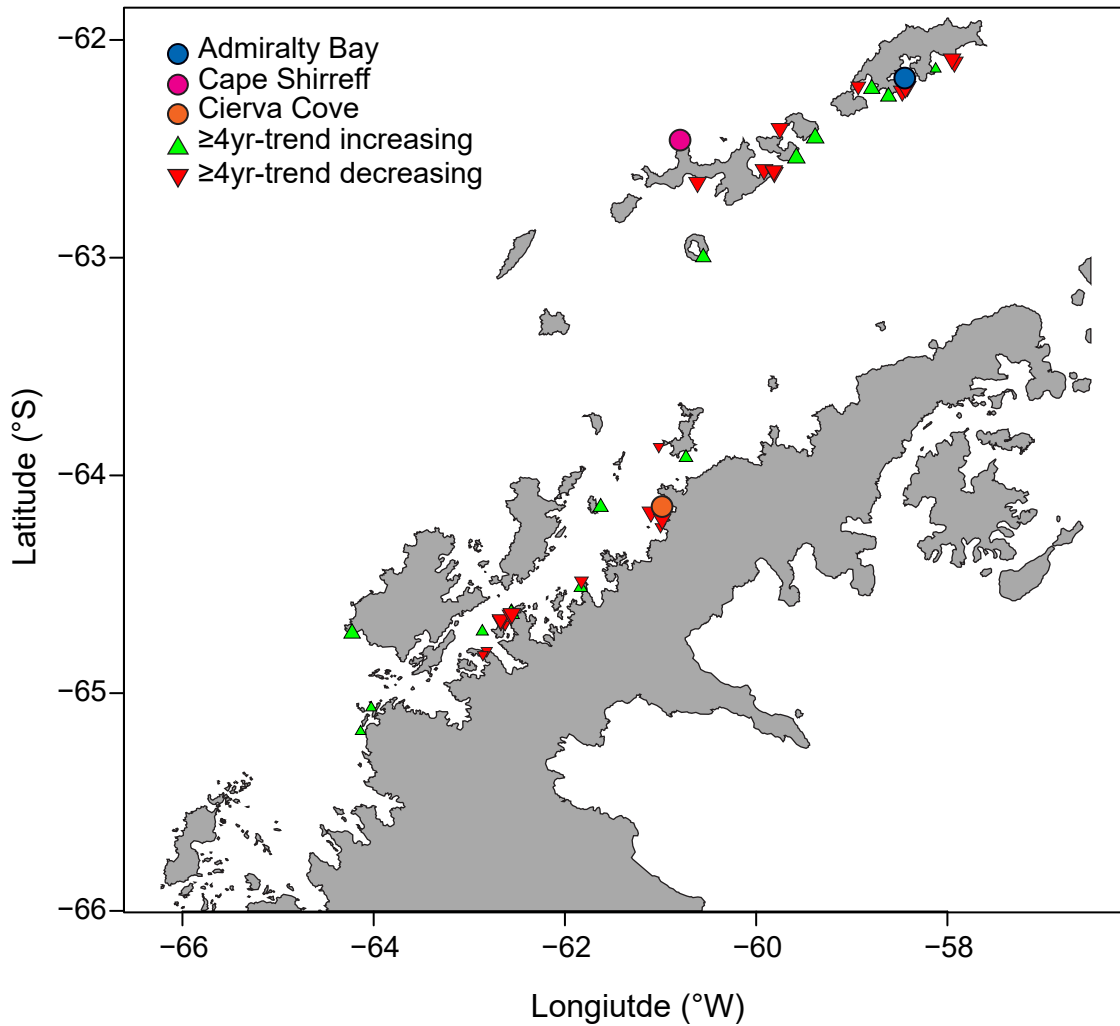 Admiralty Bay
Cape Shirreff
Cierva Cove
≥4yr-trend increasing
≥4yr-trend decreasing
−62
−63
−64
−65
−66
Latitude (°S)
−66 −64 −62 −60 −58
Longiutde (°W)